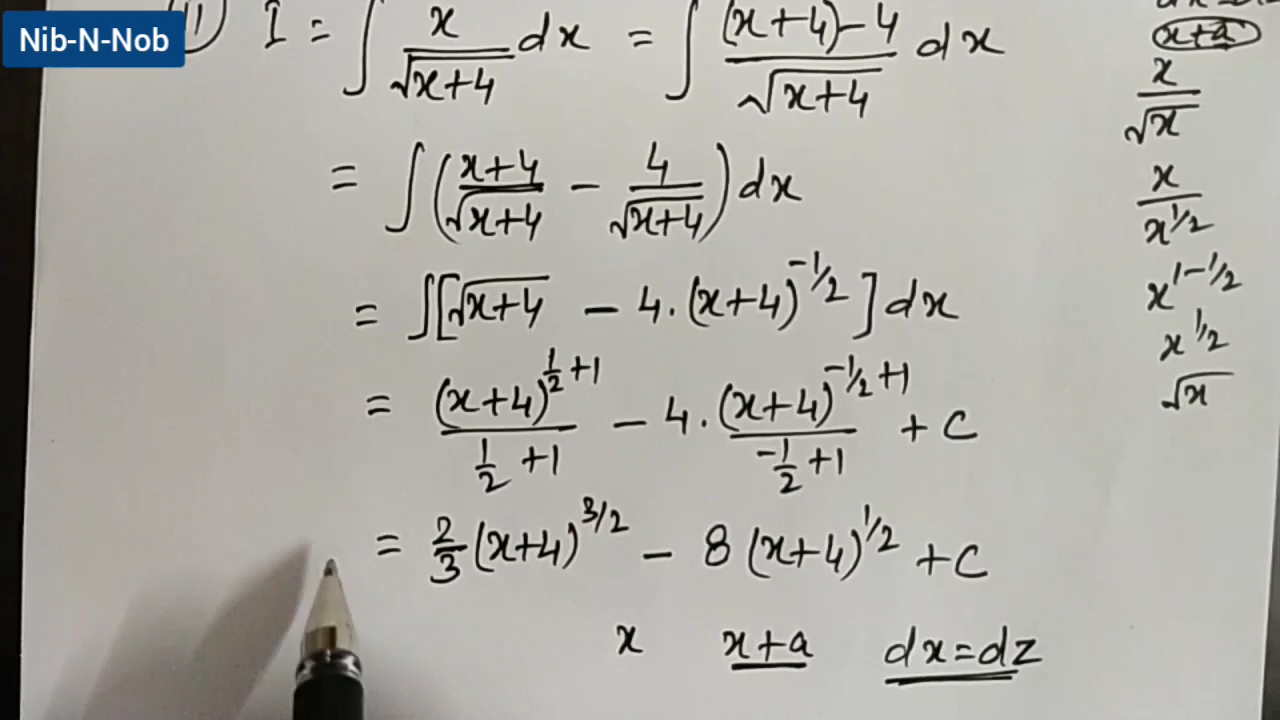 Nib-N-Nob
11) I = ∫ x/√(x+4) dx = ∫ ((x+4)-4)/√(x+4) dx
= ∫ ( (x+4)/√(x+4) - 4/√(x+4) ) dx
= ∫ [ √(x+4) - 4.(x+4)^(-1/2) ] dx
= (x+4)^(1/2 +1)/(1/2 +1) - 4.(x+4)^(-1/2 +1)/(-1/2 +1) + C
= 2/3 (x+4)^(3/2) - 8 (x+4)^(1/2) + C
x x+a dx=dz
x+a
x/√x
x/x^(1/2)
x^(1-1/2)
x^(1/2)
√x